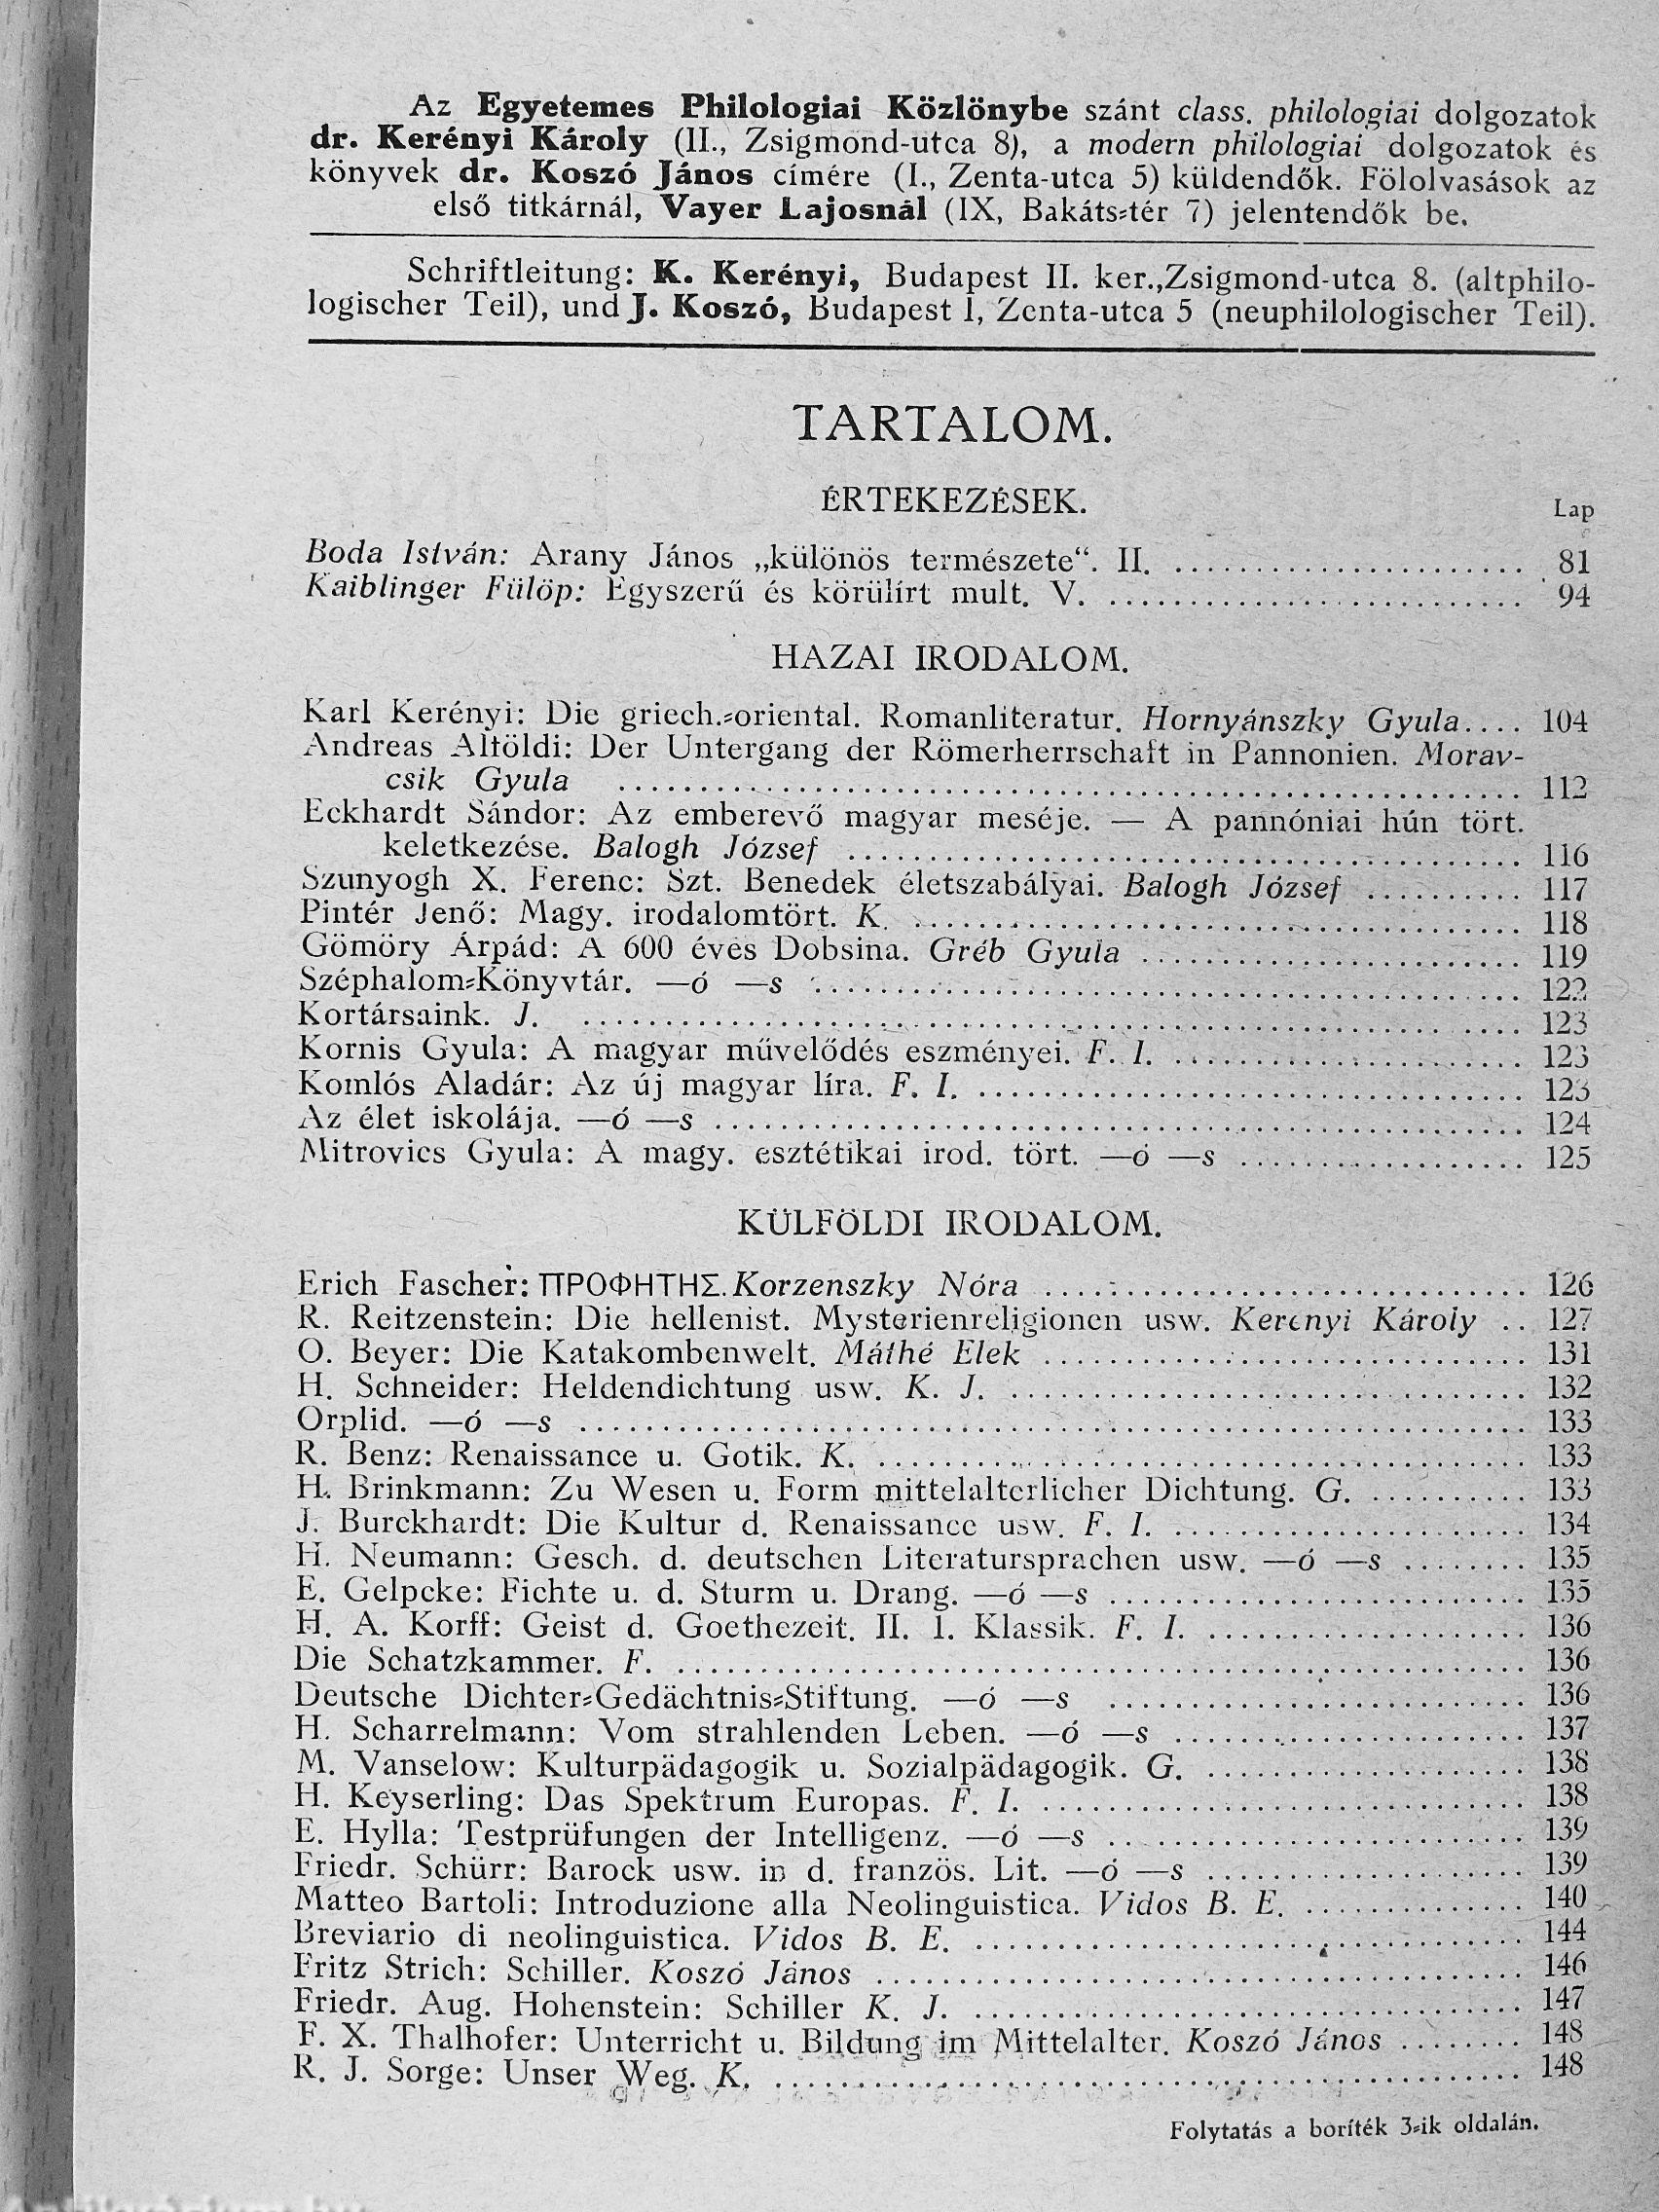 Az Egyetemes Philologiai Közlönybe szánt class. philologiai dolgozatok
dr. Kerényi Károly (II., Zsigmond-utca 8), a modern philologiai dolgozatok és
könyvek dr. Koszó János címére (I., Zenta-utca 5) küldendők. Fölolvasások az
első titkárnál, Vayer Lajosnál (IX, Bakáts-tér 7) jelentendők be.
Schriftleitung: K. Kerényi, Budapest II. ker.,Zsigmond-utca 8. (altphilo-
logischer Teil), und J. Koszó, Budapest I, Zenta-utca 5 (neuphilologischer Teil).
TARTALOM.
ÉRTEKEZÉSEK.
Lap
Boda István: Arany János „különös természete“. II. ........................ 81
Kaiblinger Fülöp: Egyszerű és körülírt mult. V. ........................ 94
HAZAI IRODALOM.
Karl Kerényi: Die griech.-oriental. Romanliteratur. Hornyánszky Gyula.... 104
Andreas Alföldi: Der Untergang der Römerherrschaft in Pannonien. Morav-
csik Gyula ........................ 112
Eckhardt Sándor: Az emberevő magyar meséje. — A pannóniai hún tört.
keletkezése. Balogh József ........................ 116
Szunyogh X. Ferenc: Szt. Benedek életszabályai. Balogh József .......... 117
Pintér Jenő: Magy. irodalomtört. K. ........................ 118
Gömöry Árpád: A 600 éves Dobsina. Gréb Gyula ........................ 119
Széphalom-Könyvtár. —ó —s ........................ 122
Kortársaink. J. ........................ 123
Kornis Gyula: A magyar művelődés eszményei. F. I. ........................ 123
Komlós Aladár: Az új magyar líra. F. I. ........................ 123
Az élet iskolája. —ó —s ........................ 124
Mitrovics Gyula: A magy. esztétikai irod. tört. —ó —s .................. 125
KÜLFÖLDI IRODALOM.
Erich Fascher: ΠΡΟΦΗΤΗΣ. Korzenszky Nóra ........................ 126
R. Reitzenstein: Die hellenist. Mysterienreligionen usw. Kerényi Károly .. 127
O. Beyer: Die Katakombenwelt. Máthé Elek ........................ 131
H. Schneider: Heldendichtung usw. K. J. ........................ 132
Orplid. —ó —s ........................ 133
R. Benz: Renaissance u. Gotik. K. ........................ 133
H. Brinkmann: Zu Wesen u. Form mittelalterlicher Dichtung. G. .......... 133
J. Burckhardt: Die Kultur d. Renaissance usw. F. I. ........................ 134
H. Neumann: Gesch. d. deutschen Literatursprachen usw. —ó —s ........ 135
E. Gelpcke: Fichte u. d. Sturm u. Drang. —ó —s ........................ 135
H. A. Korff: Geist d. Goethezeit. II. 1. Klassik. F. I. ........................ 136
Die Schatzkammer. F. ........................ 136
Deutsche Dichter-Gedächtnis-Stiftung. —ó —s ........................ 136
H. Scharrelmann: Vom strahlenden Leben. —ó —s ........................ 137
M. Vanselow: Kulturpädagogik u. Sozialpädagogik. G. .................... 138
H. Keyserling: Das Spektrum Europas. F. I. ........................ 138
E. Hylla: Testprüfungen der Intelligenz. —ó —s ........................ 139
Friedr. Schürr: Barock usw. in d. französ. Lit. —ó —s .................... 139
Matteo Bartoli: Introduzione alla Neolinguistica. Vidos B. E. .............. 140
Breviario di neolinguistica. Vidos B. E. ........................ 144
Fritz Strich: Schiller. Koszó János ........................ 146
Friedr. Aug. Hohenstein: Schiller K. J. ........................ 147
F. X. Thalhofer: Unterricht u. Bildung im Mittelalter. Koszó János ........ 148
R. J. Sorge: Unser Weg. K. ........................ 148
Folytatás a boríték 3-ik oldalán.